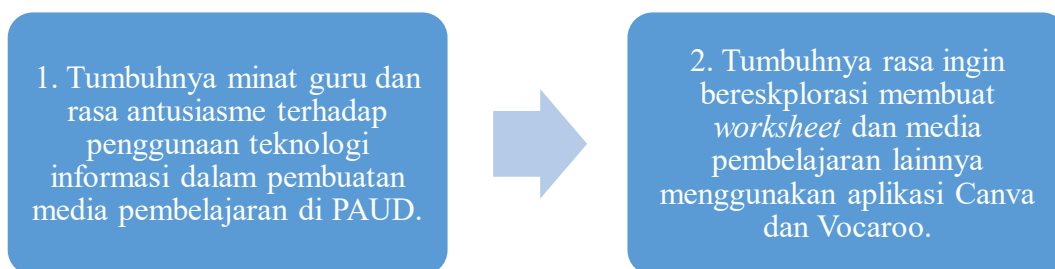 1. Tumbuhnya minat guru dan
rasa antusiasme terhadap
penggunaan teknologi
informasi dalam pembuatan
media pembelajaran di PAUD.
2. Tumbuhnya rasa ingin
bereskplorasi membuat
worksheet dan media
pembelajaran lainnya
menggunakan aplikasi Canva
dan Vocaroo.